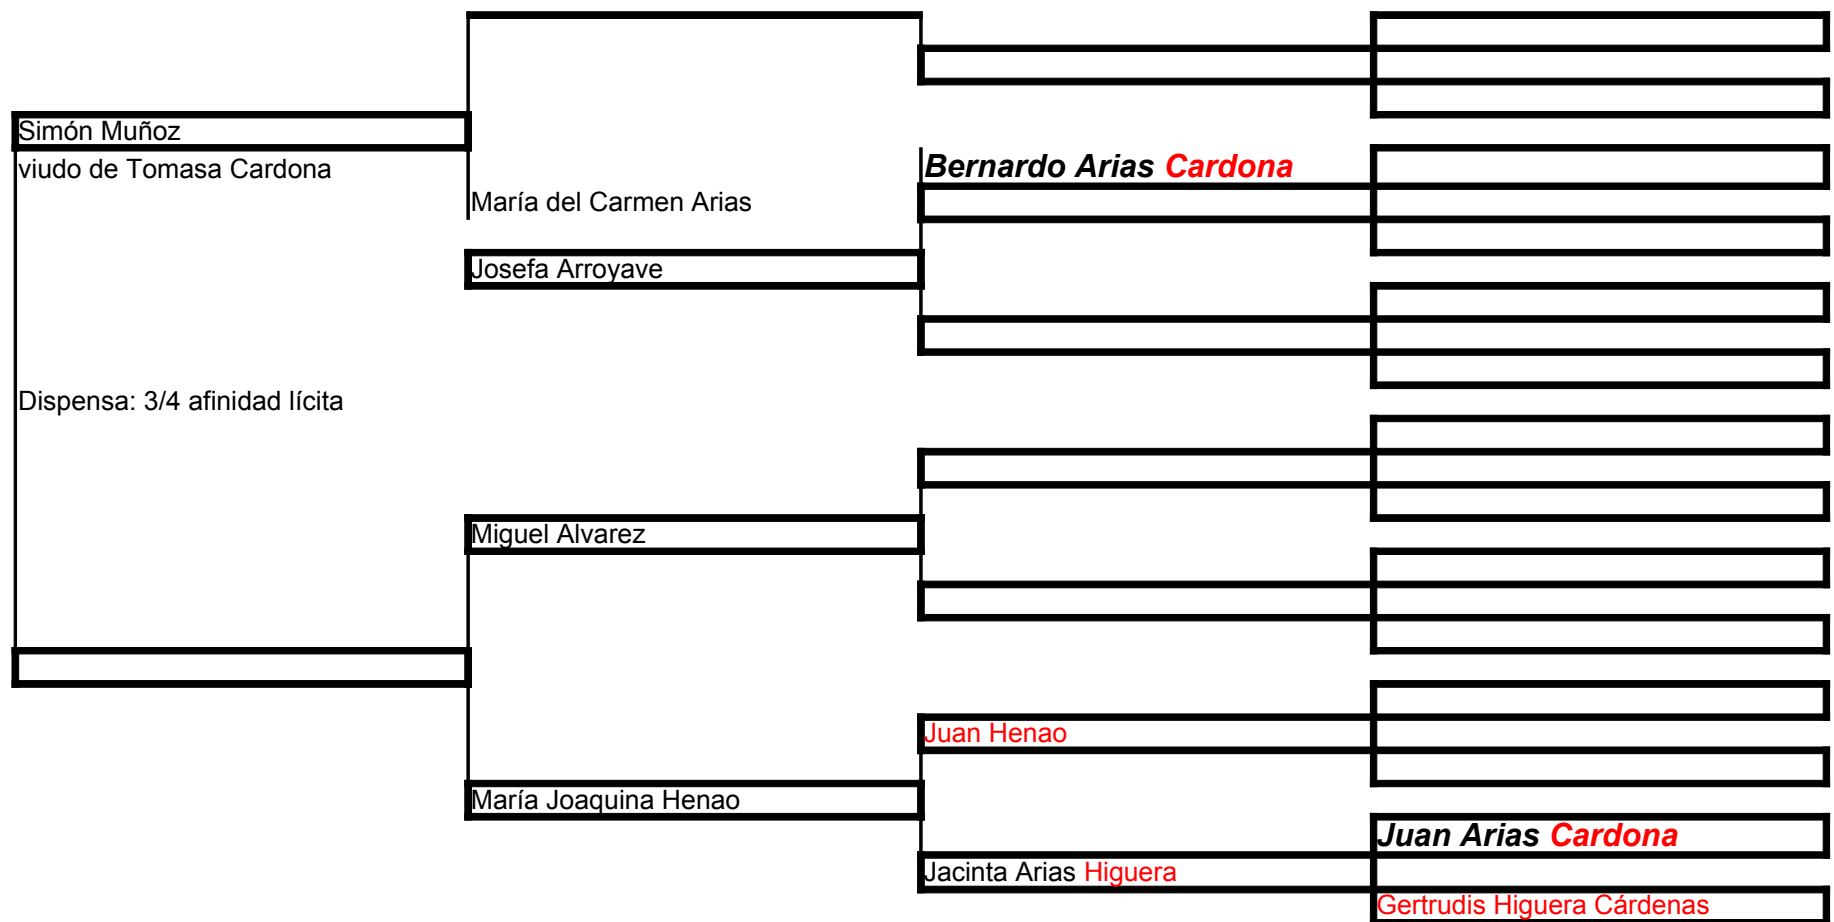 Simón Muñoz
viudo de Tomasa Cardona
Bernardo Arias Cardona
María del Carmen Arias
Josefa Arroyave
Dispensa: 3/4 afinidad lícita
Miguel Alvarez
Juan Henao
María Joaquina Henao
Juan Arias Cardona
Jacinta Arias Higuera
Gertrudis Higuera Cárdenas